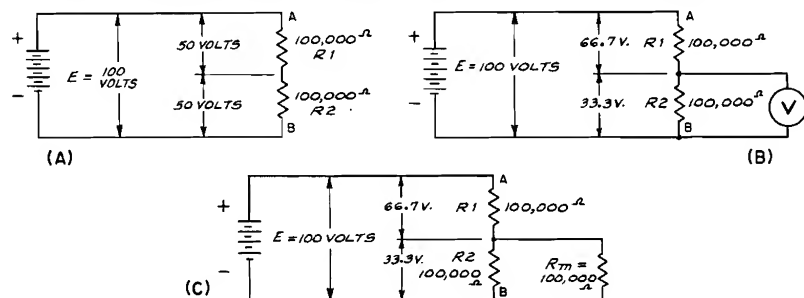 A
+
50 VOLTS
100,000 Ω
R1
E = 100 VOLTS
50 VOLTS
100,000 Ω
R2
-
B
(A)
A
+
66.7 V.
R1
100,000 Ω
E = 100 VOLTS
33.3 V.
R2
100,000 Ω
V
-
B
(B)
A
+
66.7 V.
R1
100,000 Ω
E = 100 VOLTS
33.3 V.
R2
100,000 Ω
Rm =
100,000 Ω
-
B
(C)